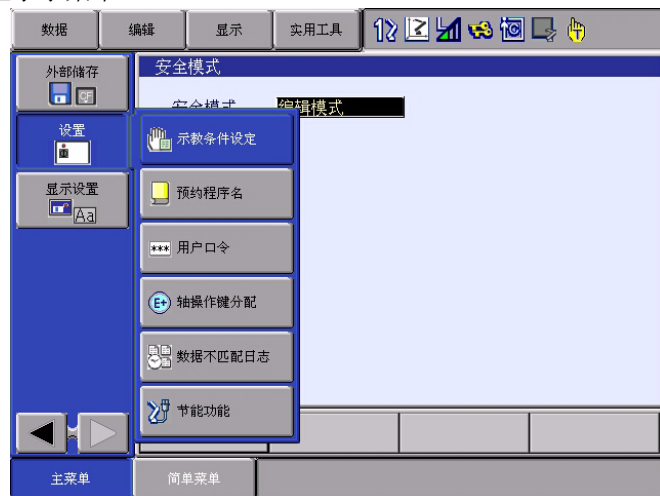 数据 编辑 显示 实用工具
外部储存
CF
设置
显示设置
Aa
安全模式
安全模式 编辑模式
示教条件设定
预约程序名
*** 用户口令
E+ 轴操作键分配
数据不匹配日志
节能功能
主菜单 简单菜单